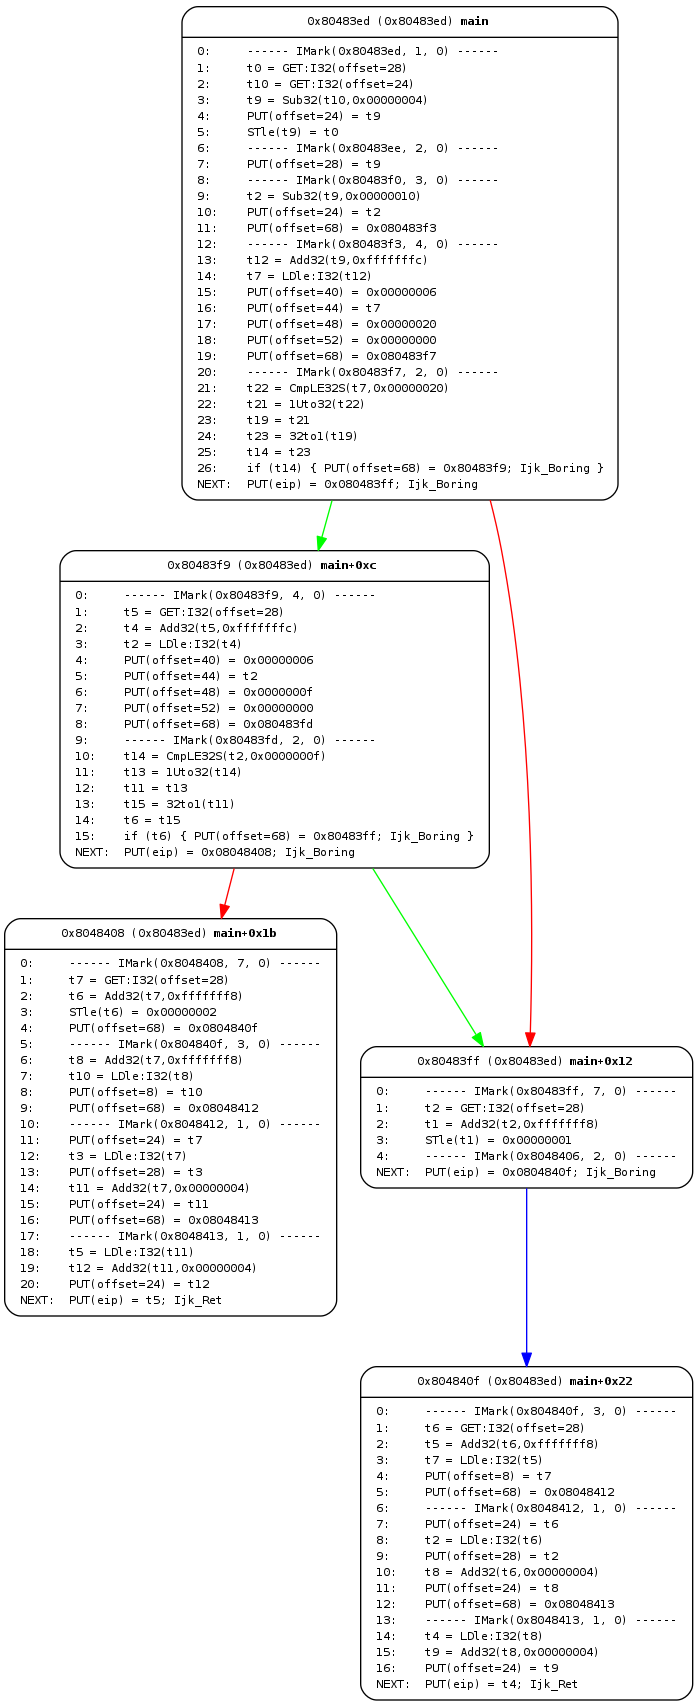 0x80483ed (0x80483ed) main
0: ------ IMark(0x80483ed, 1, 0) ------
1: t0 = GET:I32(offset=28)
2: t10 = GET:I32(offset=24)
3: t9 = Sub32(t10,0x00000004)
4: PUT(offset=24) = t9
5: STle(t9) = t0
6: ------ IMark(0x80483ee, 2, 0) ------
7: PUT(offset=28) = t9
8: ------ IMark(0x80483f0, 3, 0) ------
9: t2 = Sub32(t9,0x00000010)
10: PUT(offset=24) = t2
11: PUT(offset=68) = 0x080483f3
12: ------ IMark(0x80483f3, 4, 0) ------
13: t12 = Add32(t9,0xfffffffc)
14: t7 = LDle:I32(t12)
15: PUT(offset=40) = 0x00000006
16: PUT(offset=44) = t7
17: PUT(offset=48) = 0x00000020
18: PUT(offset=52) = 0x00000000
19: PUT(offset=68) = 0x080483f7
20: ------ IMark(0x80483f7, 2, 0) ------
21: t22 = CmpLE32S(t7,0x00000020)
22: t21 = 1Uto32(t22)
23: t19 = t21
24: t23 = 32to1(t19)
25: t14 = t23
26: if (t14) { PUT(offset=68) = 0x80483f9; Ijk_Boring }
NEXT: PUT(eip) = 0x080483ff; Ijk_Boring
0x80483f9 (0x80483ed) main+0xc
0: ------ IMark(0x80483f9, 4, 0) ------
1: t5 = GET:I32(offset=28)
2: t4 = Add32(t5,0xfffffffc)
3: t2 = LDle:I32(t4)
4: PUT(offset=40) = 0x00000006
5: PUT(offset=44) = t2
6: PUT(offset=48) = 0x0000000f
7: PUT(offset=52) = 0x00000000
8: PUT(offset=68) = 0x080483fd
9: ------ IMark(0x80483fd, 2, 0) ------
10: t14 = CmpLE32S(t2,0x0000000f)
11: t13 = 1Uto32(t14)
12: t11 = t13
13: t15 = 32to1(t11)
14: t6 = t15
15: if (t6) { PUT(offset=68) = 0x80483ff; Ijk_Boring }
NEXT: PUT(eip) = 0x08048408; Ijk_Boring
0x8048408 (0x80483ed) main+0x1b
0: ------ IMark(0x8048408, 7, 0) ------
1: t7 = GET:I32(offset=28)
2: t6 = Add32(t7,0xfffffff8)
3: STle(t6) = 0x00000002
4: PUT(offset=68) = 0x0804840f
5: ------ IMark(0x804840f, 3, 0) ------
6: t8 = Add32(t7,0xfffffff8)
7: t10 = LDle:I32(t8)
8: PUT(offset=8) = t10
9: PUT(offset=68) = 0x08048412
10: ------ IMark(0x8048412, 1, 0) ------
11: PUT(offset=24) = t7
12: t3 = LDle:I32(t7)
13: PUT(offset=28) = t3
14: t11 = Add32(t7,0x00000004)
15: PUT(offset=24) = t11
16: PUT(offset=68) = 0x08048413
17: ------ IMark(0x8048413, 1, 0) ------
18: t5 = LDle:I32(t11)
19: t12 = Add32(t11,0x00000004)
20: PUT(offset=24) = t12
NEXT: PUT(eip) = t5; Ijk_Ret
0x80483ff (0x80483ed) main+0x12
0: ------ IMark(0x80483ff, 7, 0) ------
1: t2 = GET:I32(offset=28)
2: t1 = Add32(t2,0xfffffff8)
3: STle(t1) = 0x00000001
4: ------ IMark(0x8048406, 2, 0) ------
NEXT: PUT(eip) = 0x0804840f; Ijk_Boring
0x804840f (0x80483ed) main+0x22
0: ------ IMark(0x804840f, 3, 0) ------
1: t6 = GET:I32(offset=28)
2: t5 = Add32(t6,0xfffffff8)
3: t7 = LDle:I32(t5)
4: PUT(offset=8) = t7
5: PUT(offset=68) = 0x08048412
6: ------ IMark(0x8048412, 1, 0) ------
7: PUT(offset=24) = t6
8: t2 = LDle:I32(t6)
9: PUT(offset=28) = t2
10: t8 = Add32(t6,0x00000004)
11: PUT(offset=24) = t8
12: PUT(offset=68) = 0x08048413
13: ------ IMark(0x8048413, 1, 0) ------
14: t4 = LDle:I32(t8)
15: t9 = Add32(t8,0x00000004)
16: PUT(offset=24) = t9
NEXT: PUT(eip) = t4; Ijk_Ret